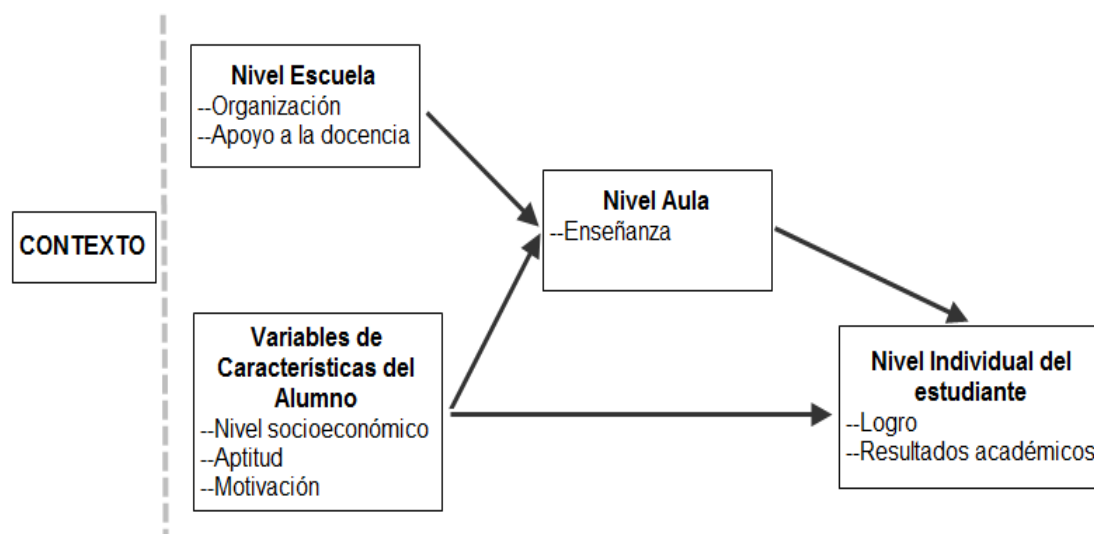 Nivel Escuela
--Organización
--Apoyo a la docencia
CONTEXTO
Nivel Aula
--Enseñanza
Variables de
Características del
Alumno
--Nivel socioeconómico
--Aptitud
--Motivación
Nivel Individual del
estudiante
--Logro
--Resultados académicos